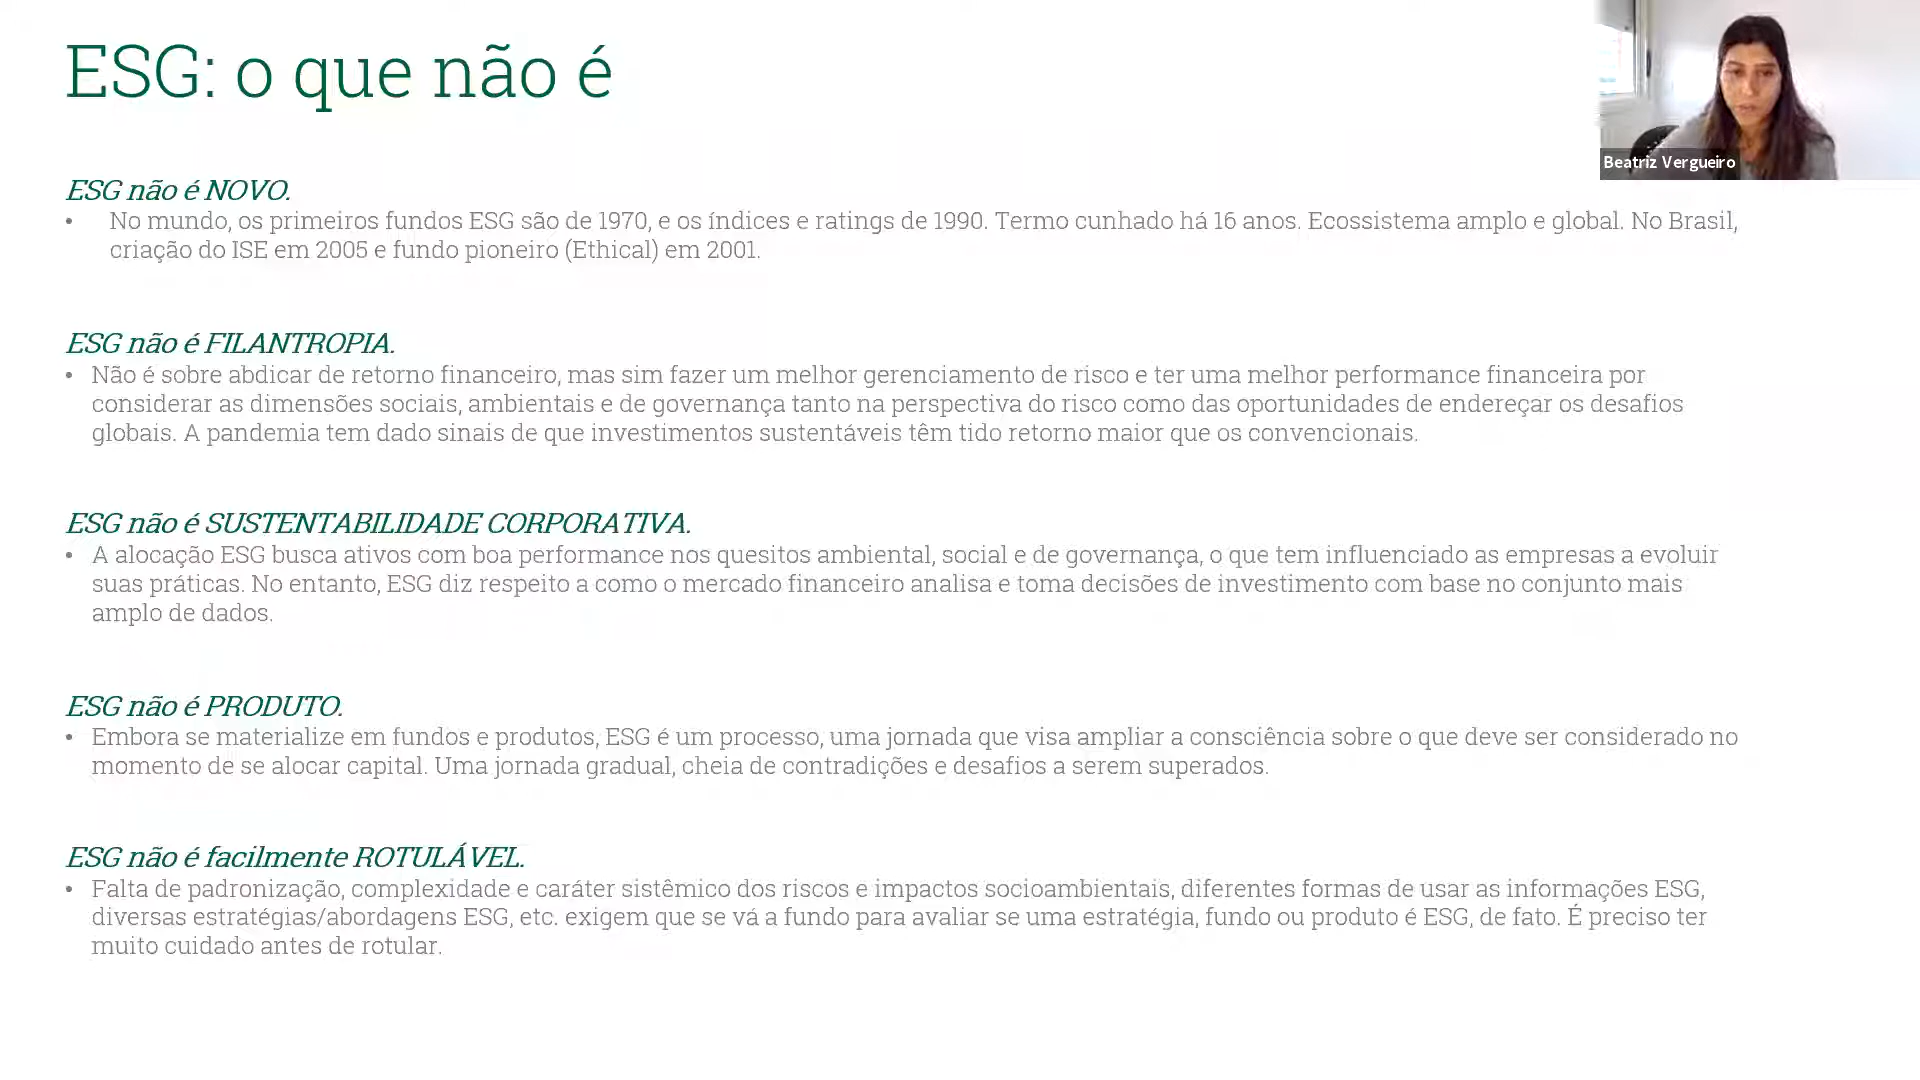 ESG: o que não é
Beatriz Vergueiro
ESG não é NOVO.
• No mundo, os primeiros fundos ESG são de 1970, e os índices e ratings de 1990. Termo cunhado há 16 anos. Ecossistema amplo e global. No Brasil,
criação do ISE em 2005 e fundo pioneiro (Ethical) em 2001.
ESG não é FILANTROPIA.
• Não é sobre abdicar de retorno financeiro, mas sim fazer um melhor gerenciamento de risco e ter uma melhor performance financeira por
considerar as dimensões sociais, ambientais e de governança tanto na perspectiva do risco como das oportunidades de endereçar os desafios
globais. A pandemia tem dado sinais de que investimentos sustentáveis têm tido retorno maior que os convencionais.
ESG não é SUSTENTABILIDADE CORPORATIVA.
• A alocação ESG busca ativos com boa performance nos quesitos ambiental, social e de governança, o que tem influenciado as empresas a evoluir
suas práticas. No entanto, ESG diz respeito a como o mercado financeiro analisa e toma decisões de investimento com base no conjunto mais
amplo de dados.
ESG não é PRODUTO.
• Embora se materialize em fundos e produtos, ESG é um processo, uma jornada que visa ampliar a consciência sobre o que deve ser considerado no
momento de se alocar capital. Uma jornada gradual, cheia de contradições e desafios a serem superados.
ESG não é facilmente ROTULÁVEL.
• Falta de padronização, complexidade e caráter sistêmico dos riscos e impactos socioambientais, diferentes formas de usar as informações ESG,
diversas estratégias/abordagens ESG, etc. exigem que se vá a fundo para avaliar se uma estratégia, fundo ou produto é ESG, de fato. É preciso ter
muito cuidado antes de rotular.